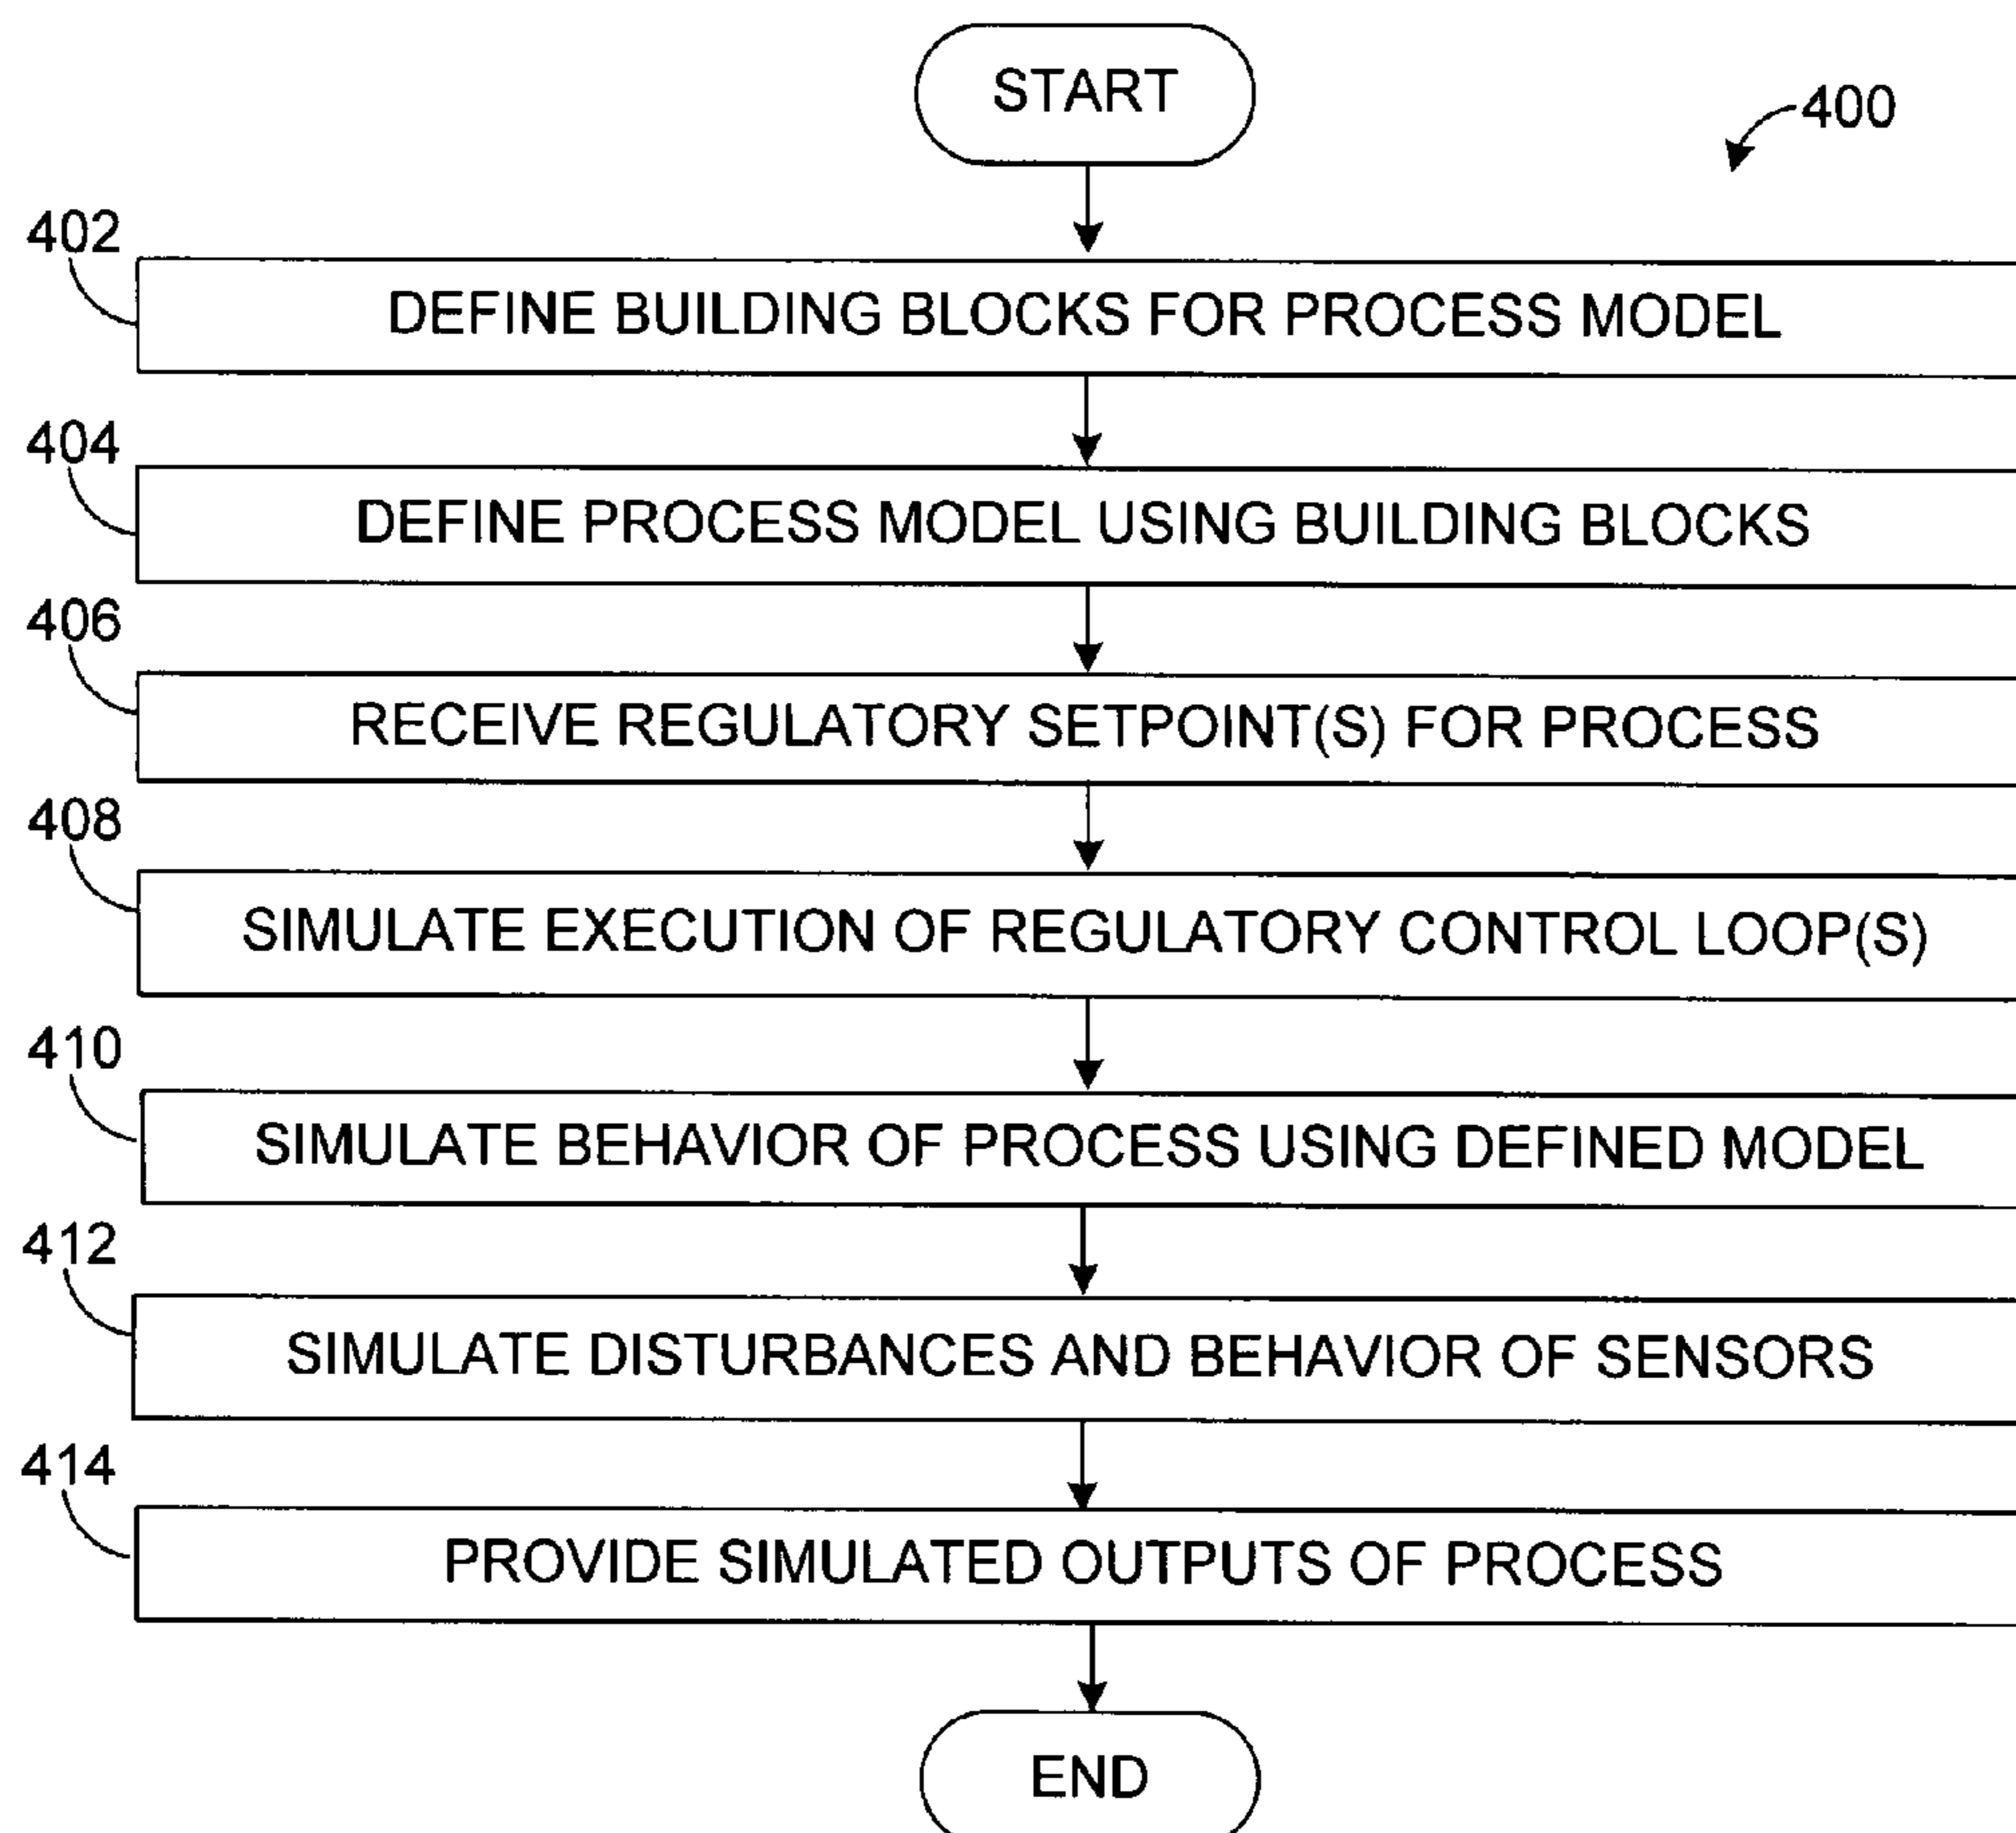 START
400
402
DEFINE BUILDING BLOCKS FOR PROCESS MODEL
404
DEFINE PROCESS MODEL USING BUILDING BLOCKS
406
RECEIVE REGULATORY SETPOINT(S) FOR PROCESS
408
SIMULATE EXECUTION OF REGULATORY CONTROL LOOP(S)
410
SIMULATE BEHAVIOR OF PROCESS USING DEFINED MODEL
412
SIMULATE DISTURBANCES AND BEHAVIOR OF SENSORS
414
PROVIDE SIMULATED OUTPUTS OF PROCESS
END